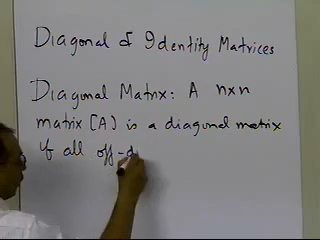 Diagonal & Identity Matrices
Diagonal Matrix: A nxn
matrix [A] is a diagonal matrix
if all off-d